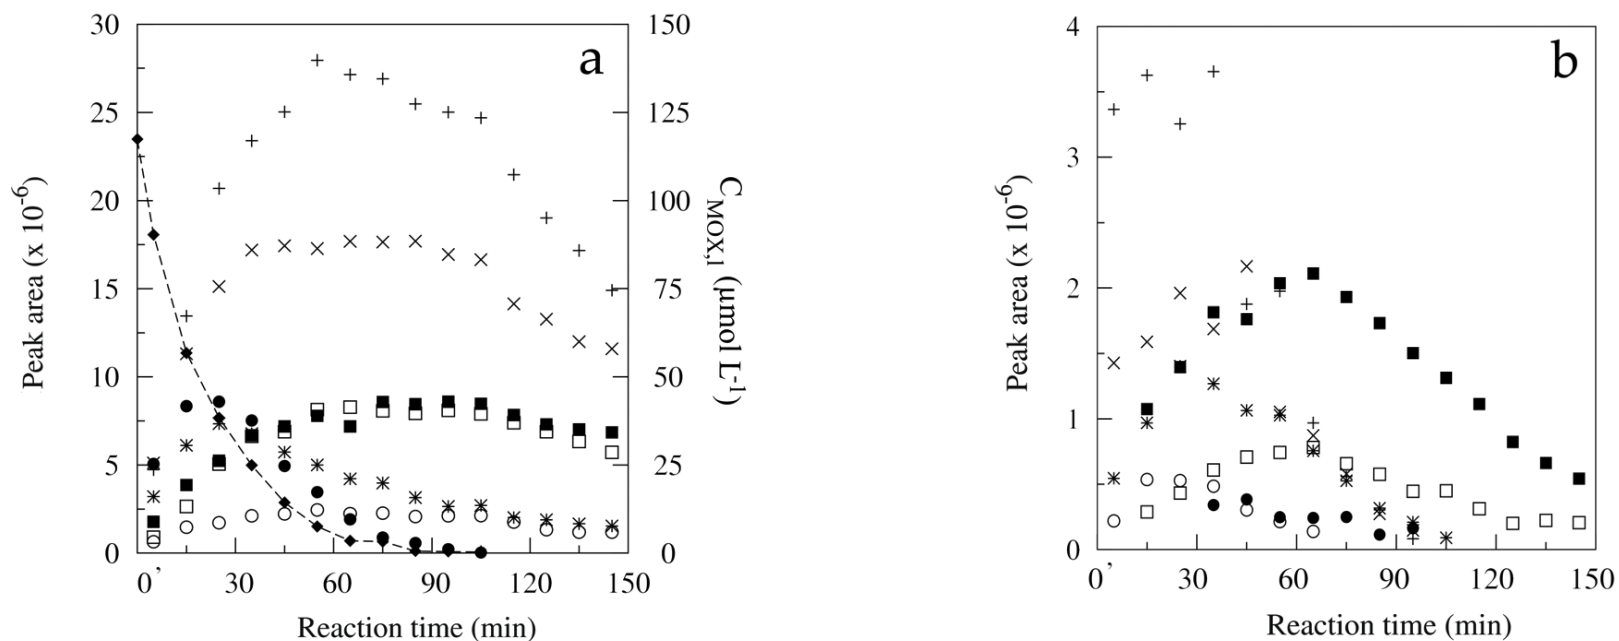 a
30
25
20
15
10
5
0
Peak area (x 10-6)
150
125
100
75
50
25
0
CMOX,l (μmol L-1)
0’ 30 60 90 120 150
Reaction time (min)
b
4
3
2
1
0
Peak area (x 10-6)
0’ 30 60 90 120 150
Reaction time (min)